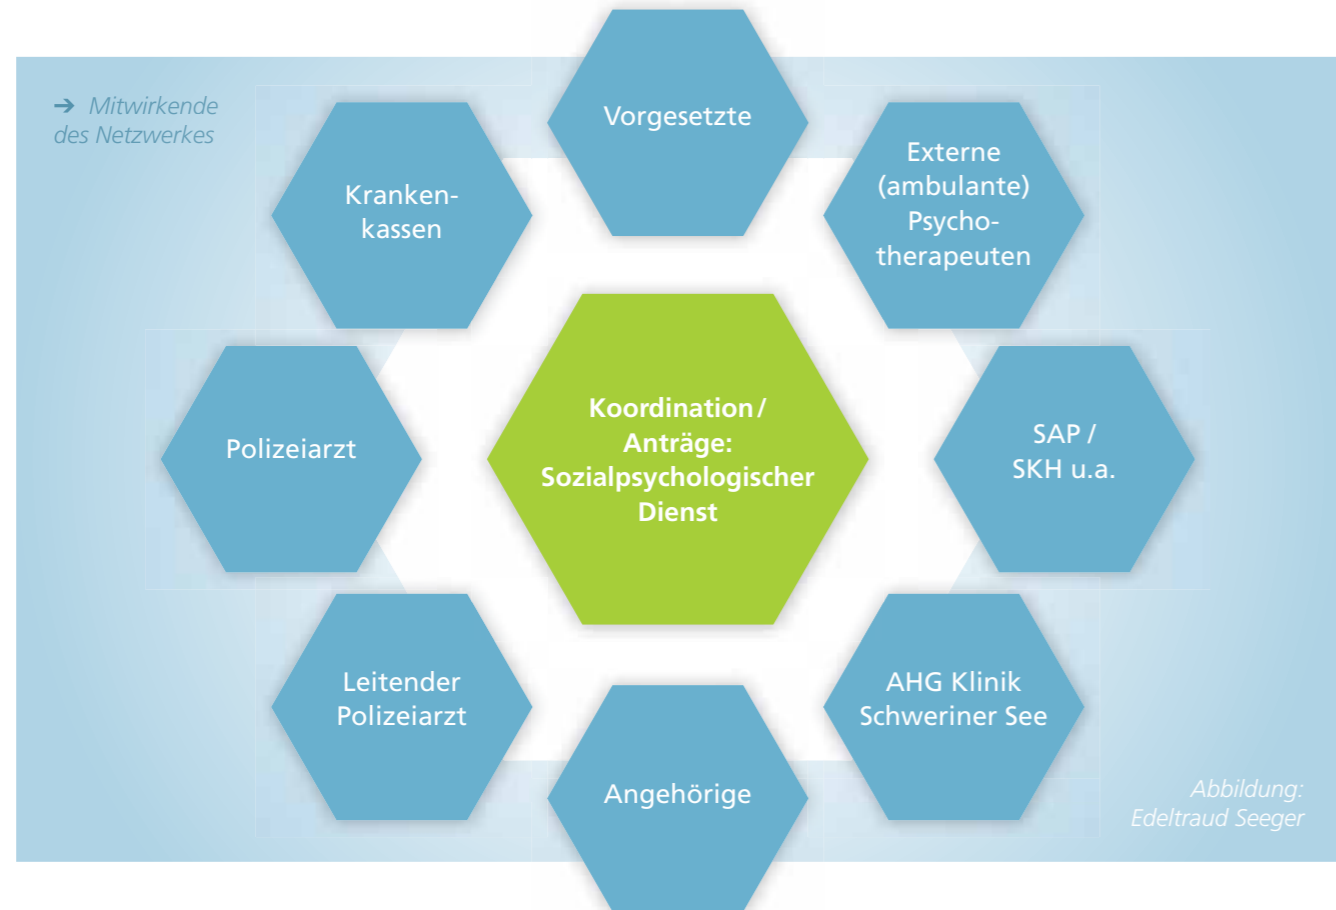 ➔ Mitwirkende
des Netzwerkes
Vorgesetzte
Externe
(ambulante)
Psycho-
therapeuten
Kranken-
kassen
Koordination /
Anträge:
Sozialpsychologischer
Dienst
Polizeiarzt
SAP /
SKH u.a.
Leitender
Polizeiarzt
AHG Klinik
Schweriner See
Angehörige
Abbildung:
Edeltraud Seeger